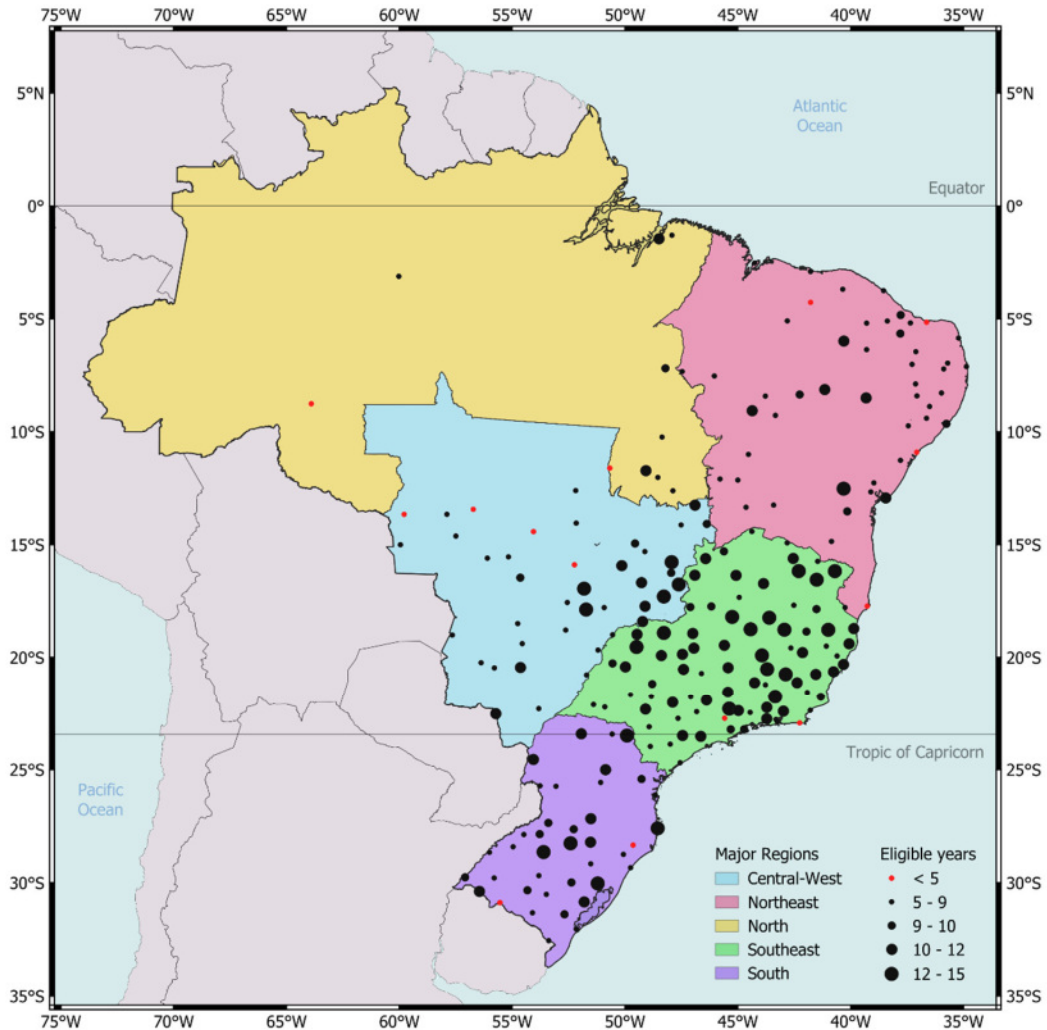 75°W 70°W 65°W 60°W 55°W 50°W 45°W 40°W 35°W
5°N 5°N
Atlantic
Ocean
Equator
0° 0°
5°S 5°S
10°S 10°S
15°S 15°S
20°S 20°S
Tropic of Capricorn
25°S 25°S
Pacific
Ocean
Major Regions Eligible years
Central-West < 5
Northeast 5 - 9
North 9 - 10
Southeast 10 - 12
South 12 - 15
30°S 30°S
35°S 35°S
75°W 70°W 65°W 60°W 55°W 50°W 45°W 40°W 35°W